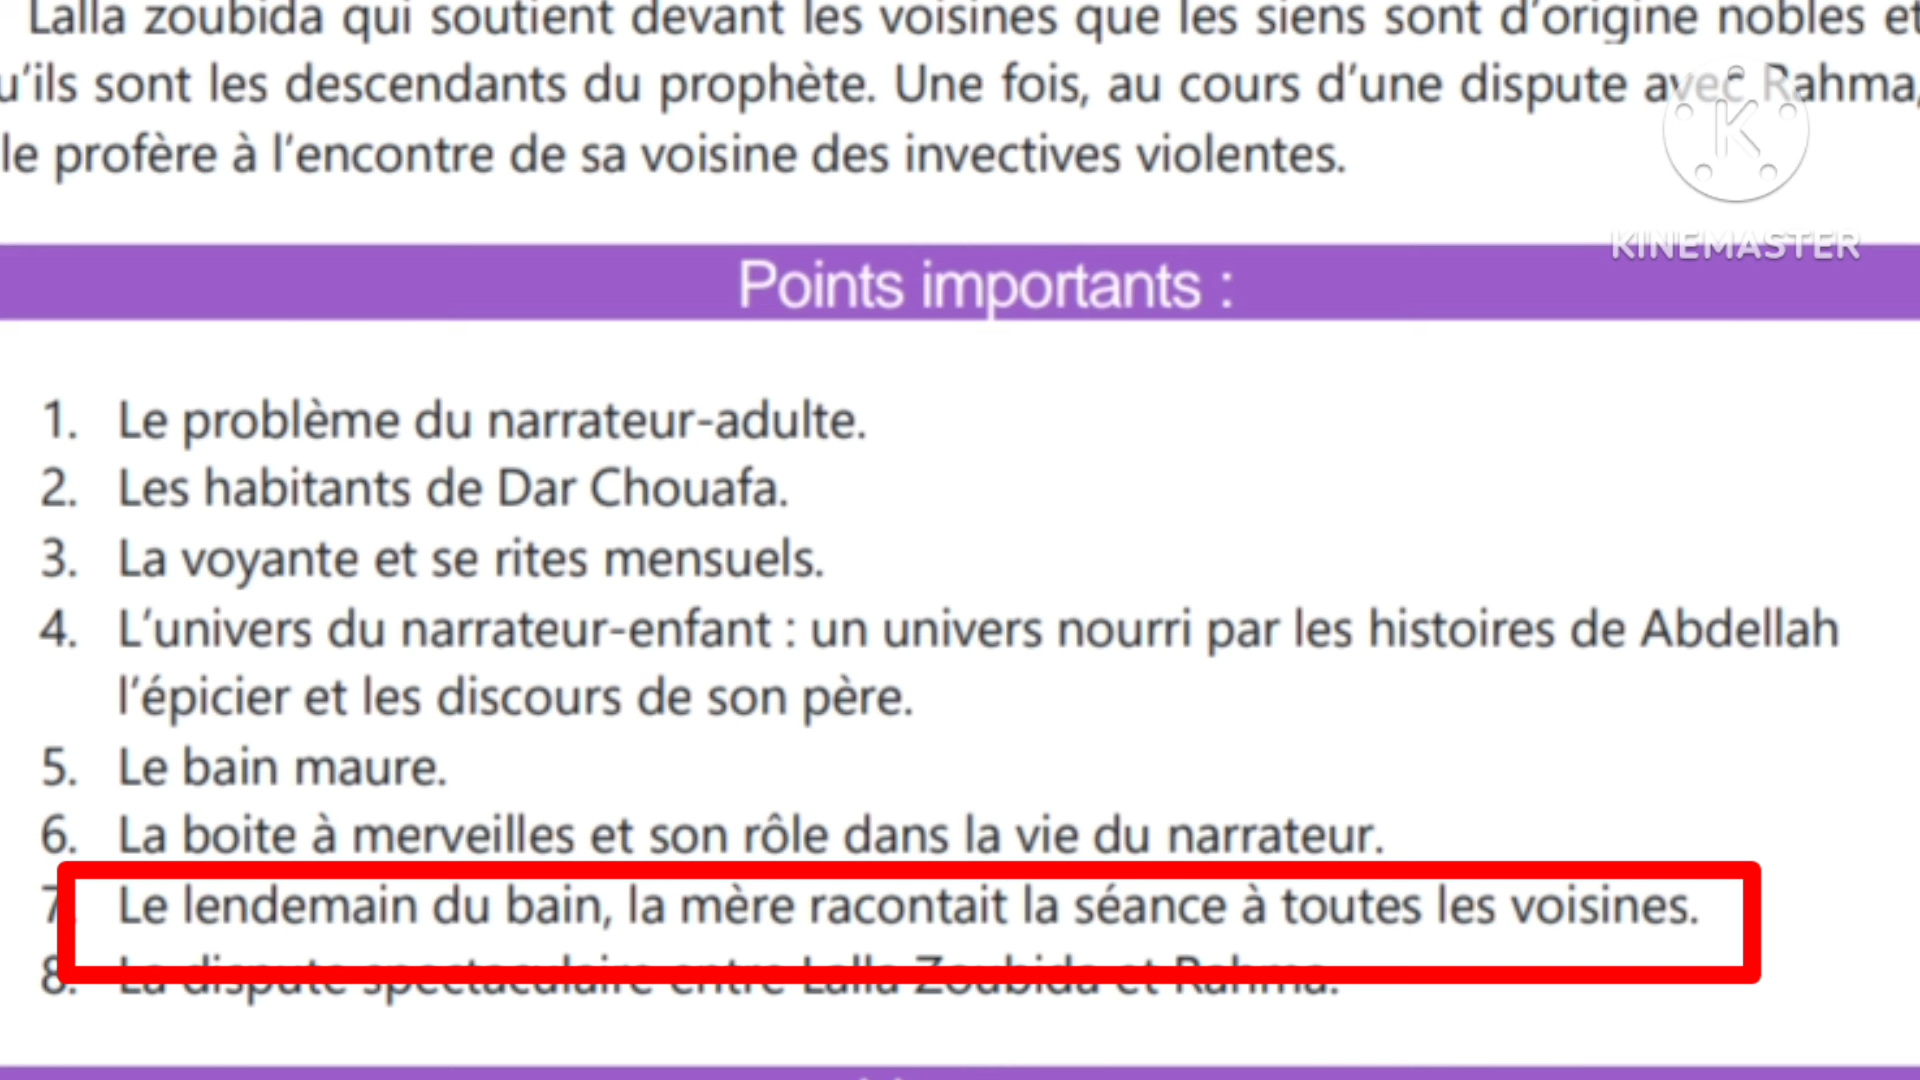 Lalla zoubida qui soutient devant les voisines que les siens sont d'origine nobles et
u'ils sont les descendants du prophète. Une fois, au cours d'une dispute avec Rahma,
le profère à l'encontre de sa voisine des invectives violentes.
KINEMASTER
Points importants :
1. Le problème du narrateur-adulte.
2. Les habitants de Dar Chouafa.
3. La voyante et se rites mensuels.
4. L'univers du narrateur-enfant : un univers nourri par les histoires de Abdellah
l'épicier et les discours de son père.
5. Le bain maure.
6. La boite à merveilles et son rôle dans la vie du narrateur.
7. Le lendemain du bain, la mère racontait la séance à toutes les voisines.
8. La dispute spectaculaire entre Lalla Zoubida et Rahma.